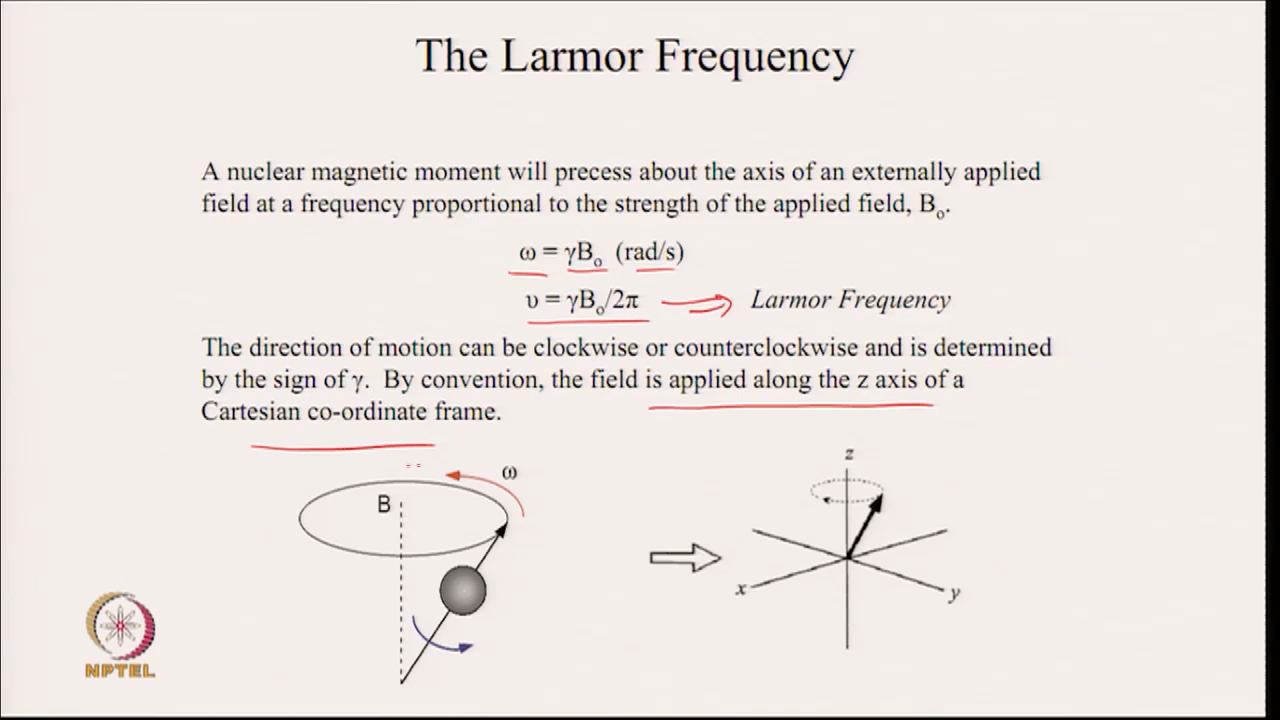 The Larmor Frequency
A nuclear magnetic moment will precess about the axis of an externally applied
field at a frequency proportional to the strength of the applied field, Bo.
ω = γBo (rad/s)
υ = γBo/2π Larmor Frequency
The direction of motion can be clockwise or counterclockwise and is determined
by the sign of γ. By convention, the field is applied along the z axis of a
Cartesian co-ordinate frame.
ω
B
z
x
y
NPTEL